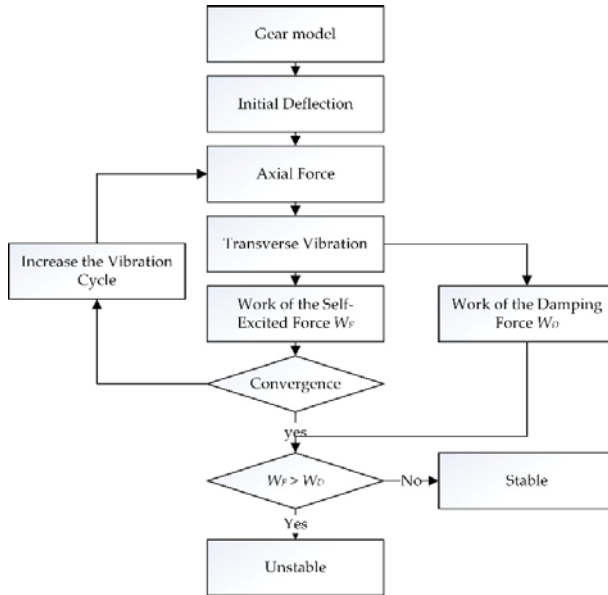 Gear model
Initial Deflection
Axial Force
Transverse Vibration
Increase the Vibration
Cycle
Work of the Self-
Excited Force WF
Work of the Damping
Force WD
Convergence
yes
WF > WD
No
Stable
Yes
Unstable